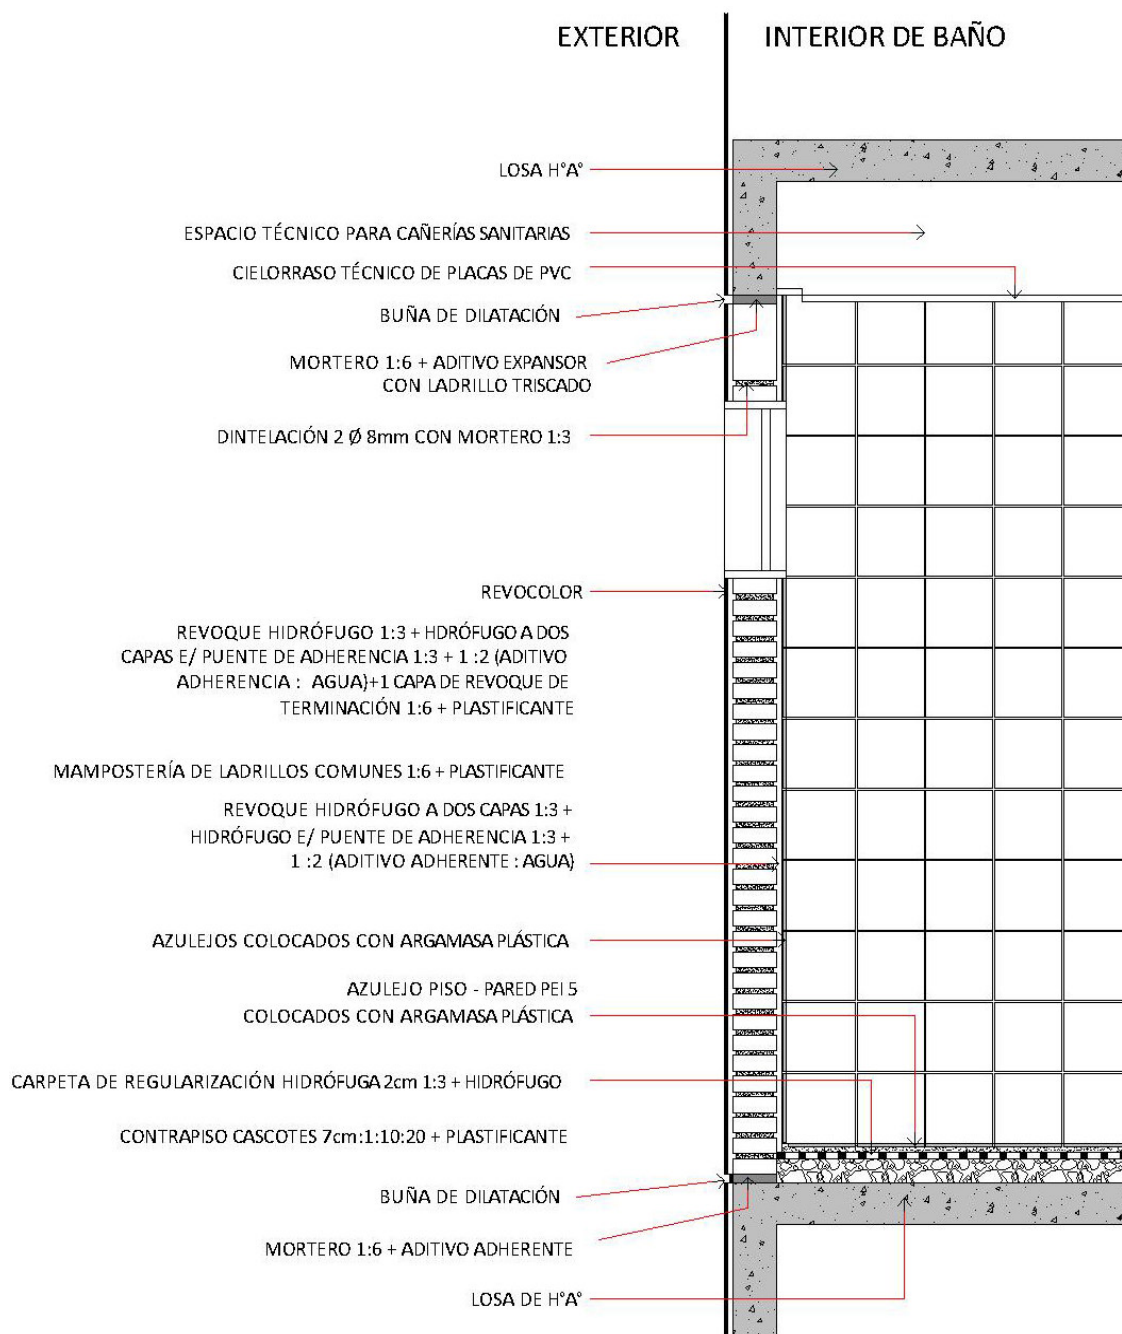 EXTERIOR
INTERIOR DE BAÑO
LOSA H°A°
ESPACIO TÉCNICO PARA CAÑERÍAS SANITARIAS
CIELORRASO TÉCNICO DE PLACAS DE PVC
BUÑA DE DILATACIÓN
MORTERO 1:6 + ADITIVO EXPANSOR
CON LADRILLO TRISCADO
DINTELACIÓN 2 Ø 8mm CON MORTERO 1:3
REVOCOLOR
REVOQUE HIDRÓFUGO 1:3 + HDRÓFUGO A DOS
CAPAS E/ PUENTE DE ADHERENCIA 1:3 + 1 :2 (ADITIVO
ADHERENCIA : AGUA)+1 CAPA DE REVOQUE DE
TERMINACIÓN 1:6 + PLASTIFICANTE
MAMPOSTERÍA DE LADRILLOS COMUNES 1:6 + PLASTIFICANTE
REVOQUE HIDRÓFUGO A DOS CAPAS 1:3 +
HIDRÓFUGO E/ PUENTE DE ADHERENCIA 1:3 +
1 :2 (ADITIVO ADHERENTE : AGUA)
AZULEJOS COLOCADOS CON ARGAMASA PLÁSTICA
AZULEJO PISO - PARED PEI 5
COLOCADOS CON ARGAMASA PLÁSTICA
CARPETA DE REGULARIZACIÓN HIDRÓFUGA 2cm 1:3 + HIDRÓFUGO
CONTRAPISO CASCOTES 7cm:1:10:20 + PLASTIFICANTE
BUÑA DE DILATACIÓN
MORTERO 1:6 + ADITIVO ADHERENTE
LOSA DE H°A°